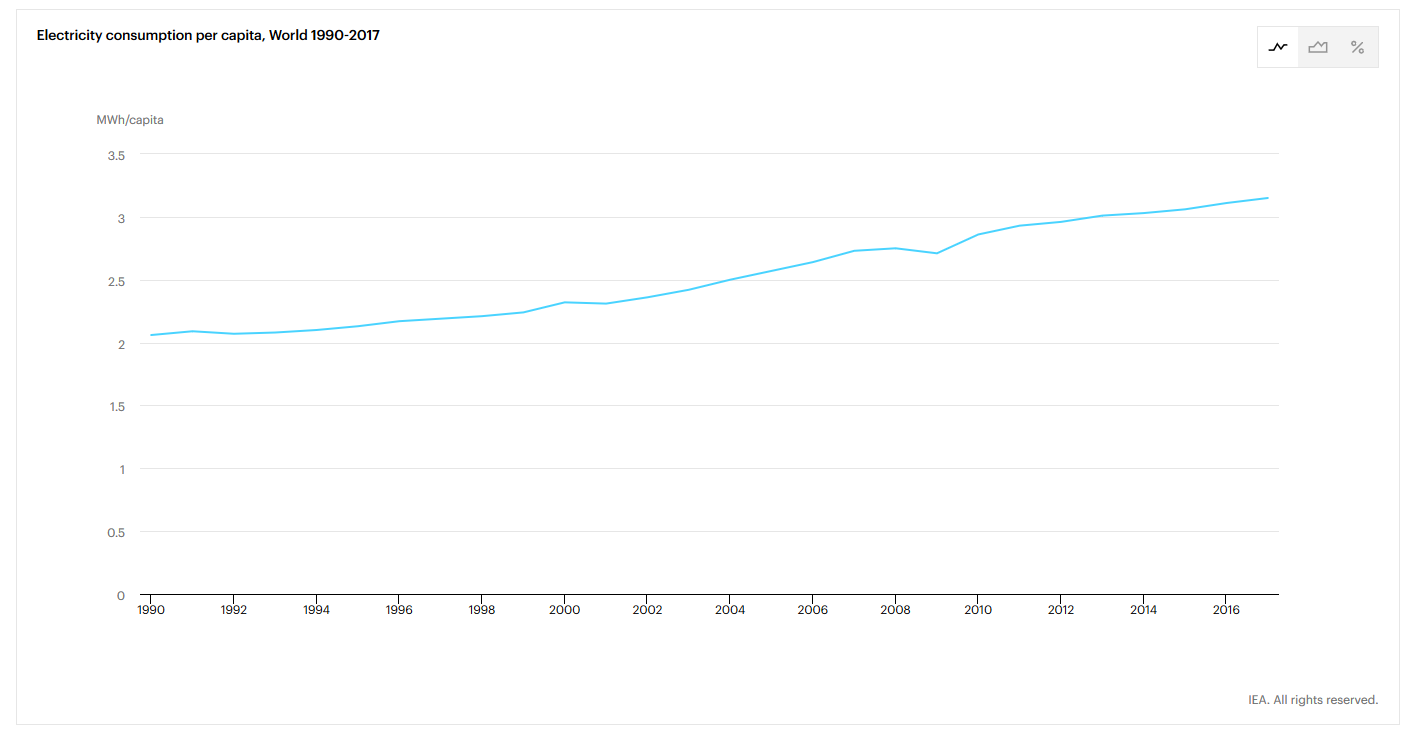 Electricity consumption per capita, World 1990-2017
%
MWh/capita
3.5
3
2.5
2
1.5
1
0.5
0
1990 1992 1994 1996 1998 2000 2002 2004 2006 2008 2010 2012 2014 2016
IEA. All rights reserved.